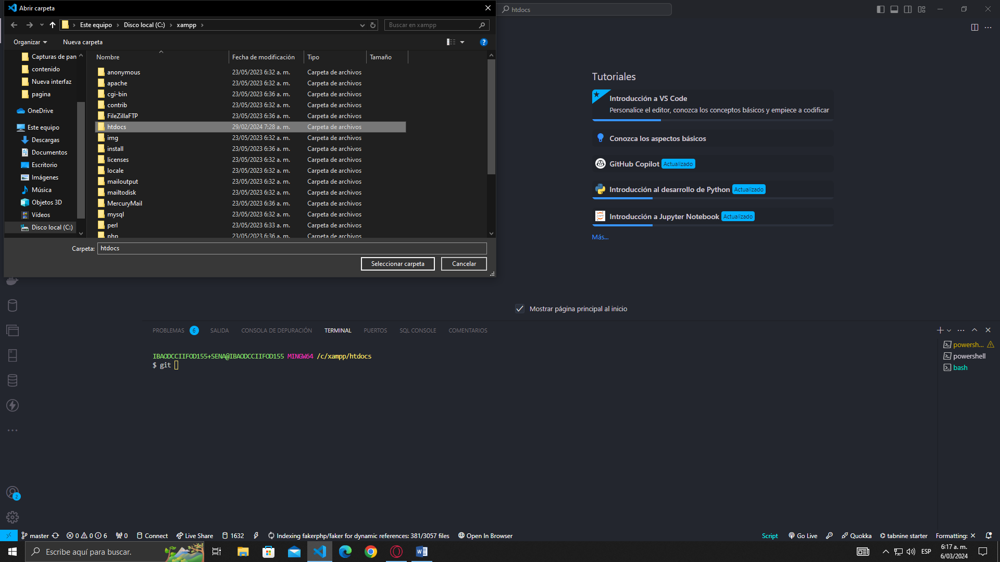 Abrir carpeta
htdocs
Este equipo
Disco local (C:)
xampp
Buscar en xampp
Organizar
Nueva carpeta
?
Capturas de pan
contenido
Nueva interfaz
pagina
OneDrive
Este equipo
Descargas
Documentos
Escritorio
Imágenes
Música
Objetos 3D
Vídeos
Disco local (C:)
Nombre Fecha de modificación Tipo Tamaño
anonymous 23/05/2023 6:32 a. m. Carpeta de archivos
apache 23/05/2023 6:32 a. m. Carpeta de archivos
cgi-bin 23/05/2023 6:36 a. m. Carpeta de archivos
contrib 23/05/2023 6:32 a. m. Carpeta de archivos
FileZillaFTP 23/05/2023 6:36 a. m. Carpeta de archivos
htdocs 29/02/2024 7:28 a. m. Carpeta de archivos
img 23/05/2023 6:32 a. m. Carpeta de archivos
install 23/05/2023 6:36 a. m. Carpeta de archivos
licenses 23/05/2023 6:32 a. m. Carpeta de archivos
locale 23/05/2023 6:32 a. m. Carpeta de archivos
mailoutput 23/05/2023 6:32 a. m. Carpeta de archivos
mailtodisk 23/05/2023 6:32 a. m. Carpeta de archivos
MercuryMail 23/05/2023 6:36 a. m. Carpeta de archivos
mysql 23/05/2023 6:32 a. m. Carpeta de archivos
perl 23/05/2023 6:33 a. m. Carpeta de archivos
php 23/05/2023 6:36 a. m. Carpeta de archivos
Carpeta: htdocs
Seleccionar carpeta Cancelar
Tutoriales
Introducción a VS Code
Personalice el editor, conozca los conceptos básicos y empiece a codificar
Conozca los aspectos básicos
GitHub Copilot Actualizado
Introducción al desarrollo de Python Actualizado
Introducción a Jupyter Notebook Actualizado
Más...
Mostrar página principal al inicio
PROBLEMAS 6 SALIDA CONSOLA DE DEPURACIÓN TERMINAL PUERTOS SQL CONSOLE COMENTARIOS
IBAODCCIIFOD155+SENA@IBAODCCIIFOD155 MINGW64 /c/xampp/htdocs
$ git
powersh...
powershell
bash
2
master 0 0 6 0 Connect Live Share 1632 Indexing fakerphp/faker for dynamic references: 381/3057 files Open In Browser Script Go Live Quokka tabnine starter Formatting: ×
Escribe aquí para buscar.
ESP
6:17 a. m.
6/03/2024